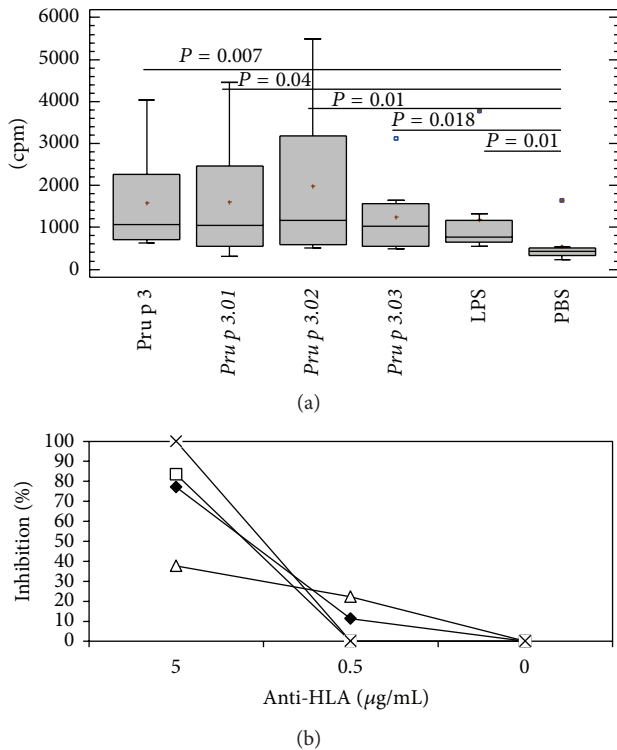 6000
P = 0.007
5000
P = 0.04
P = 0.01
4000
P = 0.018
(cpm)
3000
P = 0.01
2000
1000
0
Pru p 3
Pru p 3.01
Pru p 3.02
Pru p 3.03
LPS
PBS
(a)
100
90
80
70
60
50
40
30
20
10
0
Inhibition (%)
5 0.5 0
Anti-HLA (μg/mL)
(b)